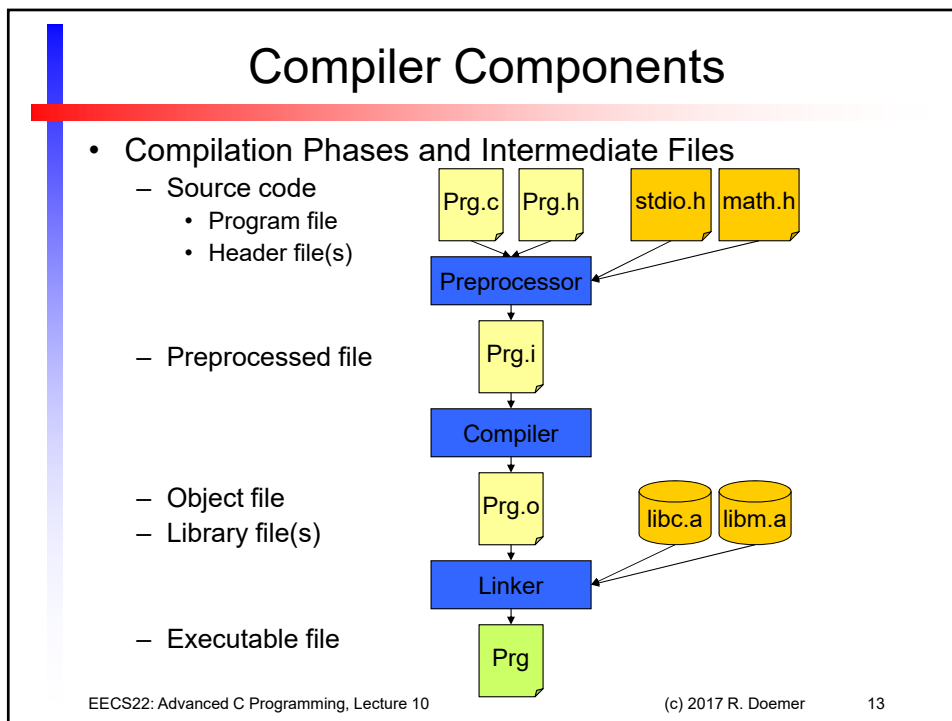 Compiler Components
• Compilation Phases and Intermediate Files
– Source code
• Program file
• Header file(s)
Prg.c Prg.h stdio.h math.h
Preprocessor
– Preprocessed file
Prg.i
Compiler
– Object file
– Library file(s)
Prg.o
libc.a libm.a
Linker
– Executable file
Prg
EECS22: Advanced C Programming, Lecture 10 (c) 2017 R. Doemer 13